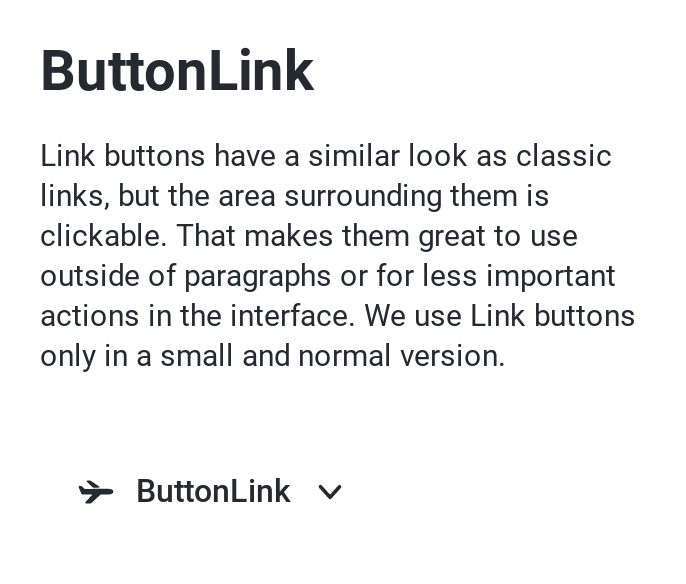 ButtonLink
Link buttons have a similar look as classic
links, but the area surrounding them is
clickable. That makes them great to use
outside of paragraphs or for less important
actions in the interface. We use Link buttons
only in a small and normal version.
ButtonLink